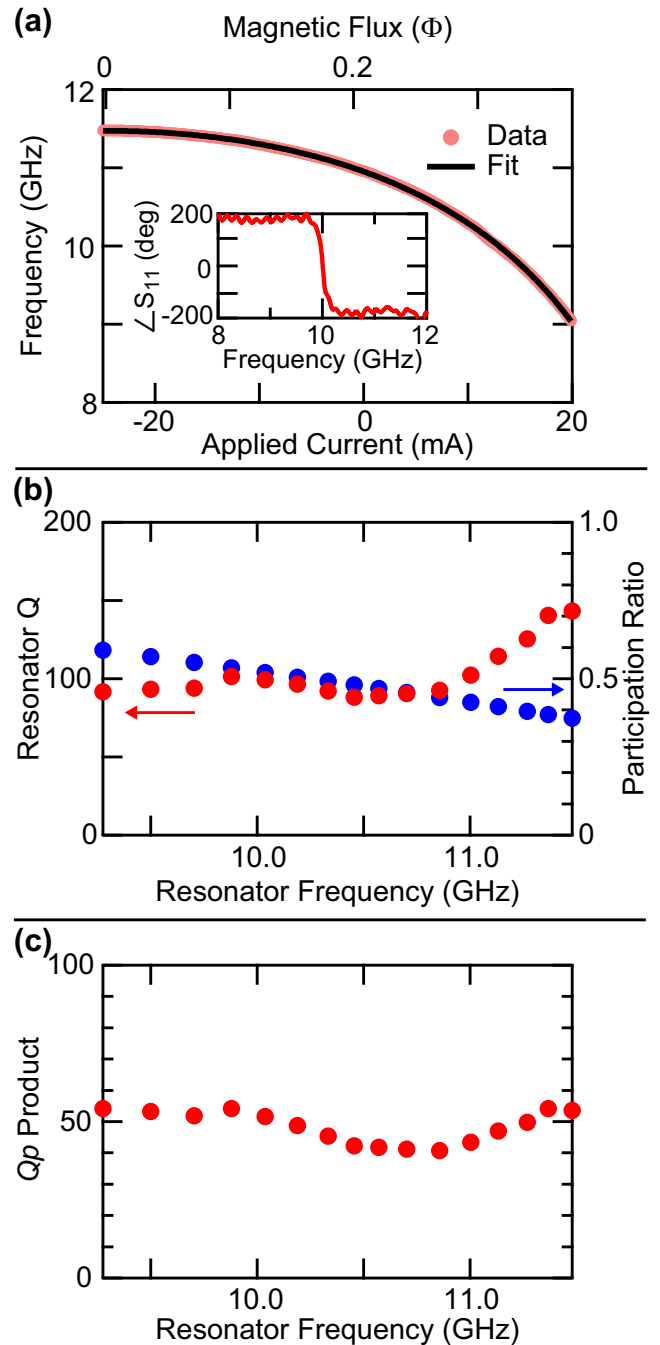 (a)
Magnetic Flux (Φ)
0 0.2
12
10
8
Frequency (GHz)
Data
Fit
200
0
-200
∠S11 (deg)
8 10 12
Frequency (GHz)
-20 0 20
Applied Current (mA)
(b)
200
100
0
Resonator Q
1.0
0.5
0
Participation Ratio
10.0 11.0
Resonator Frequency (GHz)
(c)
100
50
0
Qp Product
10.0 11.0
Resonator Frequency (GHz)